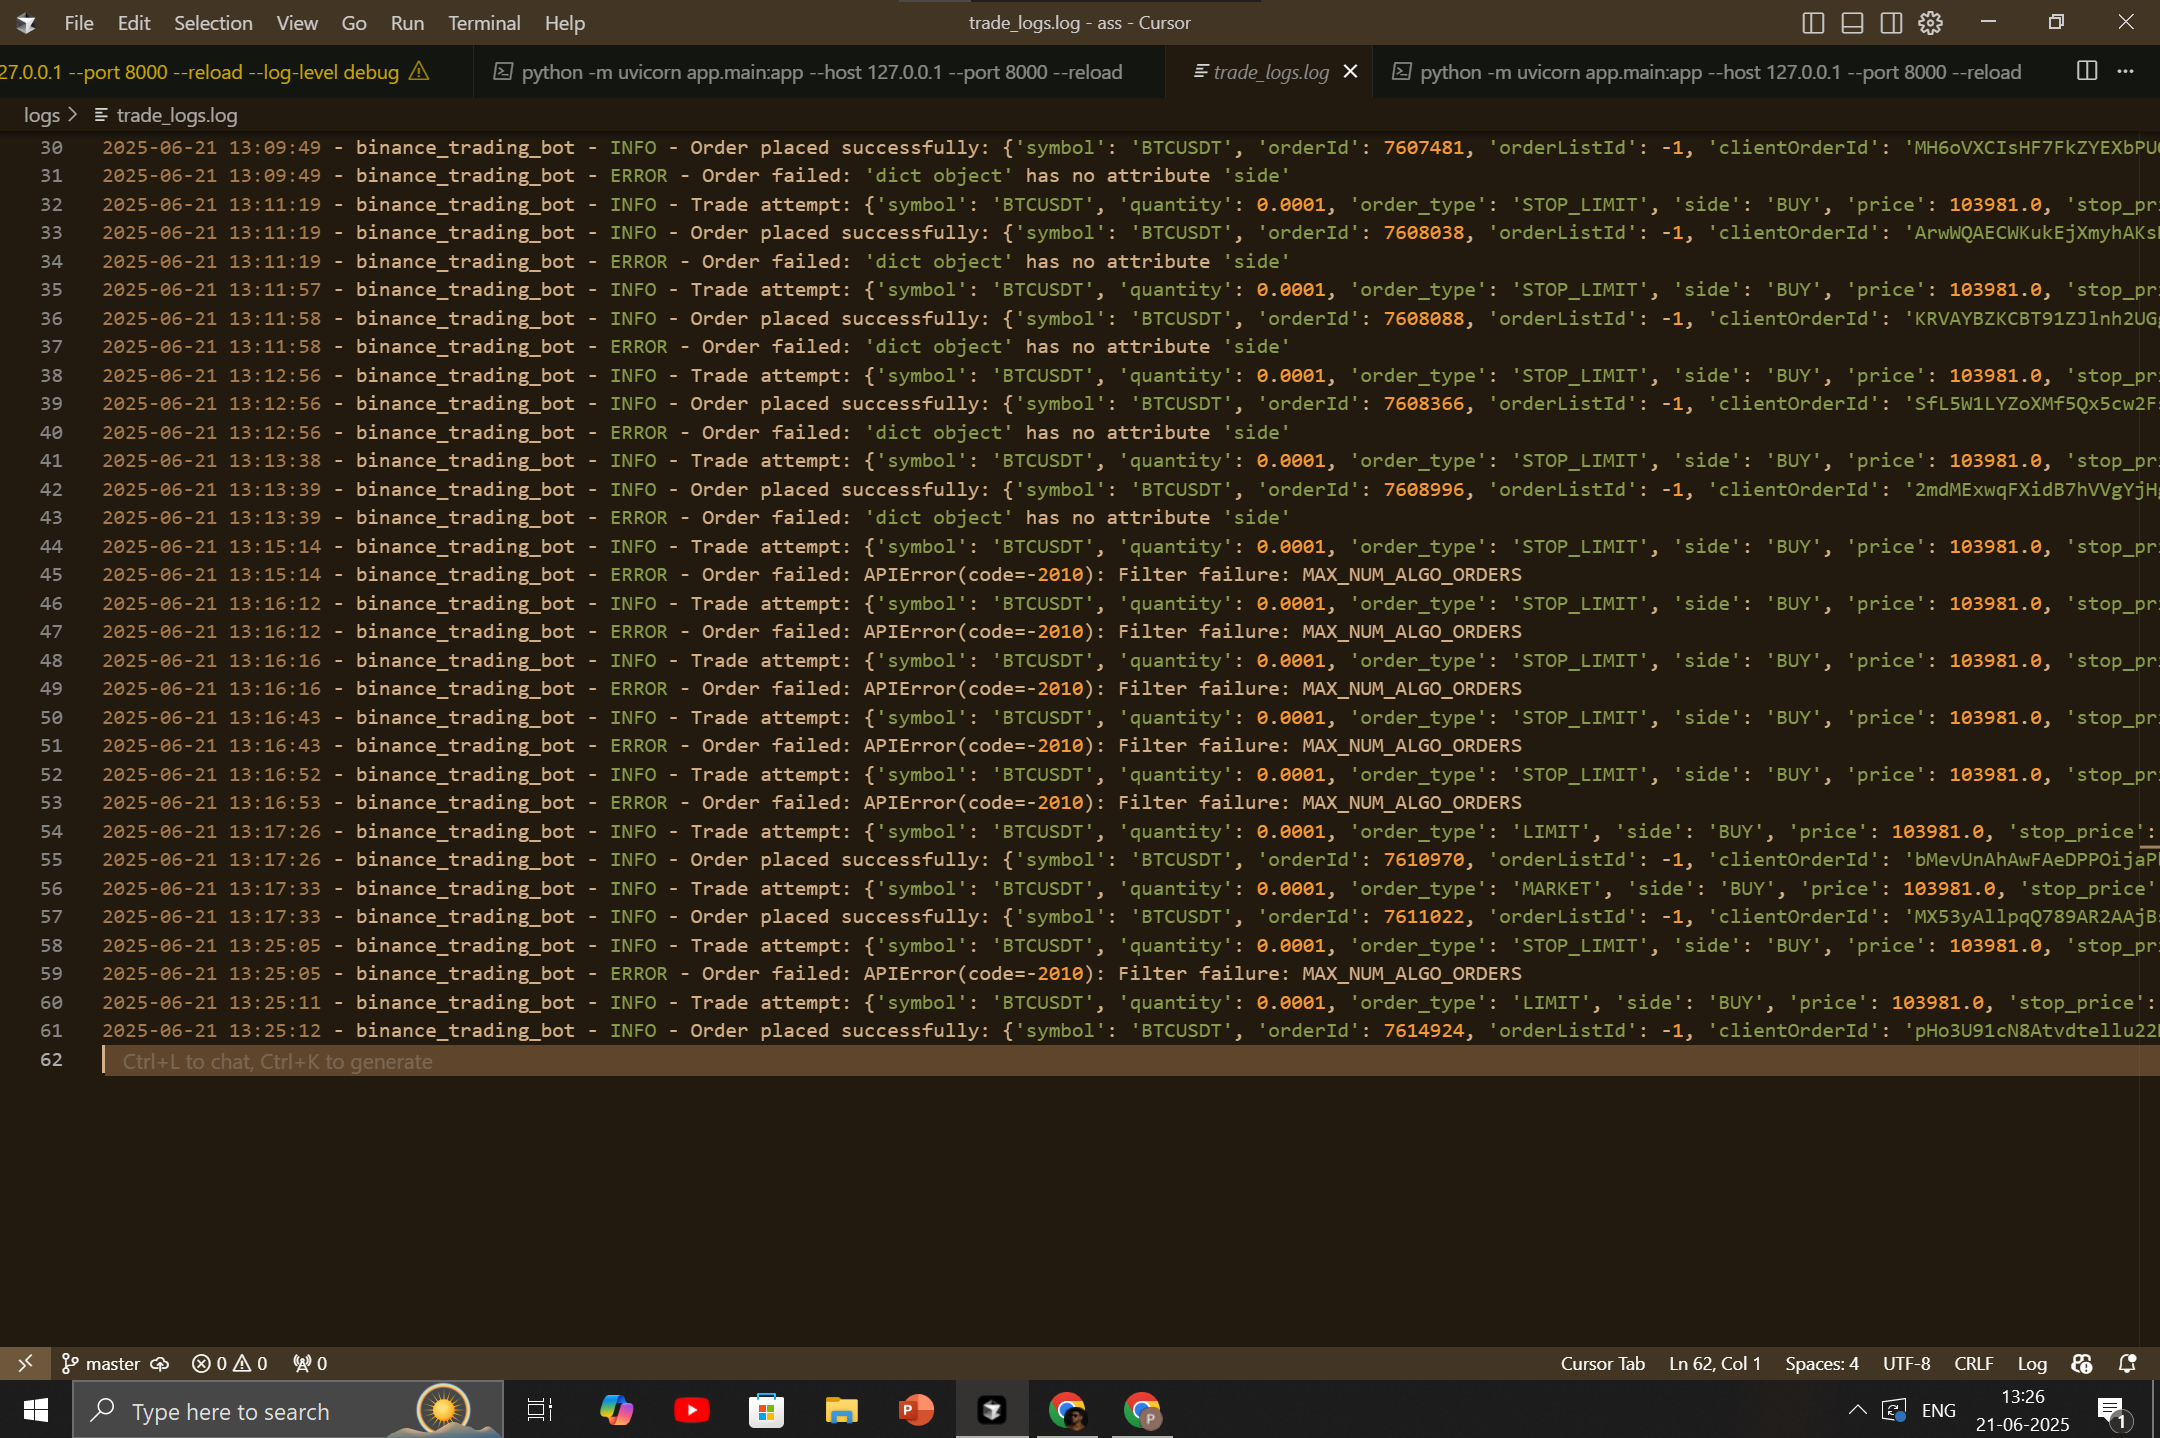 File Edit Selection View Go Run Terminal Help
trade_logs.log - ass - Cursor
27.0.0.1 --port 8000 --reload --log-level debug
python -m uvicorn app.main:app --host 127.0.0.1 --port 8000 --reload
trade_logs.log
python -m uvicorn app.main:app --host 127.0.0.1 --port 8000 --reload
logs > trade_logs.log
30 2025-06-21 13:09:49 - binance_trading_bot - INFO - Order placed successfully: {'symbol': 'BTCUSDT', 'orderId': 7607481, 'orderListId': -1, 'clientOrderId': 'MH6oVXCIsHF7FkZYEXbPU
31 2025-06-21 13:09:49 - binance_trading_bot - ERROR - Order failed: 'dict object' has no attribute 'side'
32 2025-06-21 13:11:19 - binance_trading_bot - INFO - Trade attempt: {'symbol': 'BTCUSDT', 'quantity': 0.0001, 'order_type': 'STOP_LIMIT', 'side': 'BUY', 'price': 103981.0, 'stop_pr
33 2025-06-21 13:11:19 - binance_trading_bot - INFO - Order placed successfully: {'symbol': 'BTCUSDT', 'orderId': 7608038, 'orderListId': -1, 'clientOrderId': 'ArwWQAECWKukEjXmyhAKs
34 2025-06-21 13:11:19 - binance_trading_bot - ERROR - Order failed: 'dict object' has no attribute 'side'
35 2025-06-21 13:11:57 - binance_trading_bot - INFO - Trade attempt: {'symbol': 'BTCUSDT', 'quantity': 0.0001, 'order_type': 'STOP_LIMIT', 'side': 'BUY', 'price': 103981.0, 'stop_pr
36 2025-06-21 13:11:58 - binance_trading_bot - INFO - Order placed successfully: {'symbol': 'BTCUSDT', 'orderId': 7608088, 'orderListId': -1, 'clientOrderId': 'KRVAYBZKCBT91ZJlnh2UG
37 2025-06-21 13:11:58 - binance_trading_bot - ERROR - Order failed: 'dict object' has no attribute 'side'
38 2025-06-21 13:12:56 - binance_trading_bot - INFO - Trade attempt: {'symbol': 'BTCUSDT', 'quantity': 0.0001, 'order_type': 'STOP_LIMIT', 'side': 'BUY', 'price': 103981.0, 'stop_pr
39 2025-06-21 13:12:56 - binance_trading_bot - INFO - Order placed successfully: {'symbol': 'BTCUSDT', 'orderId': 7608366, 'orderListId': -1, 'clientOrderId': 'SfL5W1LYZoXMf5Qx5cw2F
40 2025-06-21 13:12:56 - binance_trading_bot - ERROR - Order failed: 'dict object' has no attribute 'side'
41 2025-06-21 13:13:38 - binance_trading_bot - INFO - Trade attempt: {'symbol': 'BTCUSDT', 'quantity': 0.0001, 'order_type': 'STOP_LIMIT', 'side': 'BUY', 'price': 103981.0, 'stop_pr
42 2025-06-21 13:13:39 - binance_trading_bot - INFO - Order placed successfully: {'symbol': 'BTCUSDT', 'orderId': 7608996, 'orderListId': -1, 'clientOrderId': '2mdMExwqFXidB7hVVgYjH
43 2025-06-21 13:13:39 - binance_trading_bot - ERROR - Order failed: 'dict object' has no attribute 'side'
44 2025-06-21 13:15:14 - binance_trading_bot - INFO - Trade attempt: {'symbol': 'BTCUSDT', 'quantity': 0.0001, 'order_type': 'STOP_LIMIT', 'side': 'BUY', 'price': 103981.0, 'stop_pr
45 2025-06-21 13:15:14 - binance_trading_bot - ERROR - Order failed: APIError(code=-2010): Filter failure: MAX_NUM_ALGO_ORDERS
46 2025-06-21 13:16:12 - binance_trading_bot - INFO - Trade attempt: {'symbol': 'BTCUSDT', 'quantity': 0.0001, 'order_type': 'STOP_LIMIT', 'side': 'BUY', 'price': 103981.0, 'stop_pr
47 2025-06-21 13:16:12 - binance_trading_bot - ERROR - Order failed: APIError(code=-2010): Filter failure: MAX_NUM_ALGO_ORDERS
48 2025-06-21 13:16:16 - binance_trading_bot - INFO - Trade attempt: {'symbol': 'BTCUSDT', 'quantity': 0.0001, 'order_type': 'STOP_LIMIT', 'side': 'BUY', 'price': 103981.0, 'stop_pr
49 2025-06-21 13:16:16 - binance_trading_bot - ERROR - Order failed: APIError(code=-2010): Filter failure: MAX_NUM_ALGO_ORDERS
50 2025-06-21 13:16:43 - binance_trading_bot - INFO - Trade attempt: {'symbol': 'BTCUSDT', 'quantity': 0.0001, 'order_type': 'STOP_LIMIT', 'side': 'BUY', 'price': 103981.0, 'stop_pr
51 2025-06-21 13:16:43 - binance_trading_bot - ERROR - Order failed: APIError(code=-2010): Filter failure: MAX_NUM_ALGO_ORDERS
52 2025-06-21 13:16:52 - binance_trading_bot - INFO - Trade attempt: {'symbol': 'BTCUSDT', 'quantity': 0.0001, 'order_type': 'STOP_LIMIT', 'side': 'BUY', 'price': 103981.0, 'stop_pr
53 2025-06-21 13:16:53 - binance_trading_bot - ERROR - Order failed: APIError(code=-2010): Filter failure: MAX_NUM_ALGO_ORDERS
54 2025-06-21 13:17:26 - binance_trading_bot - INFO - Trade attempt: {'symbol': 'BTCUSDT', 'quantity': 0.0001, 'order_type': 'LIMIT', 'side': 'BUY', 'price': 103981.0, 'stop_price':
55 2025-06-21 13:17:26 - binance_trading_bot - INFO - Order placed successfully: {'symbol': 'BTCUSDT', 'orderId': 7610970, 'orderListId': -1, 'clientOrderId': 'bMevUnAhAwFAeDPPOijaP
56 2025-06-21 13:17:33 - binance_trading_bot - INFO - Trade attempt: {'symbol': 'BTCUSDT', 'quantity': 0.0001, 'order_type': 'MARKET', 'side': 'BUY', 'price': 103981.0, 'stop_price'
57 2025-06-21 13:17:33 - binance_trading_bot - INFO - Order placed successfully: {'symbol': 'BTCUSDT', 'orderId': 7611022, 'orderListId': -1, 'clientOrderId': 'MX53yAllpqQ789AR2AAjB
58 2025-06-21 13:25:05 - binance_trading_bot - INFO - Trade attempt: {'symbol': 'BTCUSDT', 'quantity': 0.0001, 'order_type': 'STOP_LIMIT', 'side': 'BUY', 'price': 103981.0, 'stop_pr
59 2025-06-21 13:25:05 - binance_trading_bot - ERROR - Order failed: APIError(code=-2010): Filter failure: MAX_NUM_ALGO_ORDERS
60 2025-06-21 13:25:11 - binance_trading_bot - INFO - Trade attempt: {'symbol': 'BTCUSDT', 'quantity': 0.0001, 'order_type': 'LIMIT', 'side': 'BUY', 'price': 103981.0, 'stop_price':
61 2025-06-21 13:25:12 - binance_trading_bot - INFO - Order placed successfully: {'symbol': 'BTCUSDT', 'orderId': 7614924, 'orderListId': -1, 'clientOrderId': 'pHo3U91cN8Atvdtellu22
62 Ctrl+L to chat, Ctrl+K to generate
master 0 0 0 Cursor Tab Ln 62, Col 1 Spaces: 4 UTF-8 CRLF Log
Type here to search
ENG
13:26
21-06-2025
1